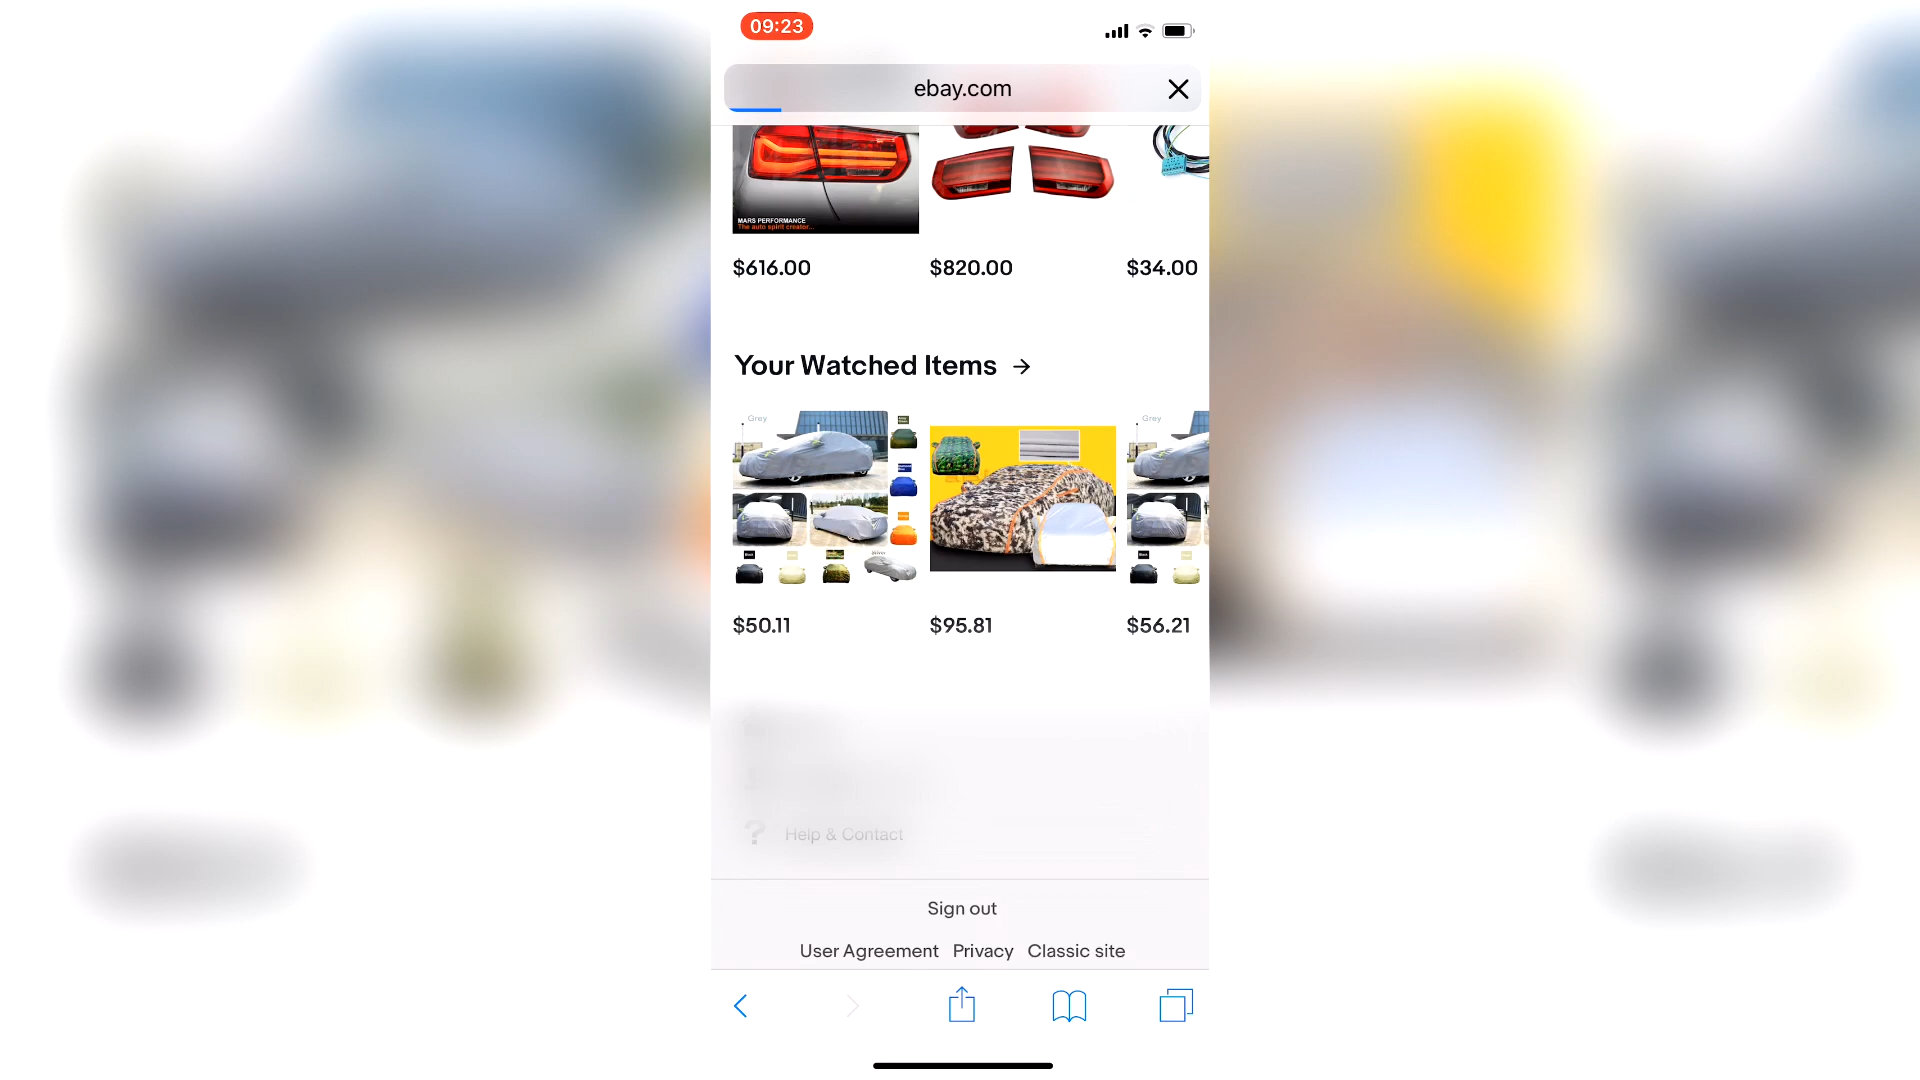 09:23
ebay.com
MARS PERFORMANCE
The auto spirit creator...
$616.00 $820.00 $34.00
Your Watched Items →
Grey Grey
$50.11 $95.81 $56.21
? Help & Contact
Sign out
User Agreement Privacy Classic site